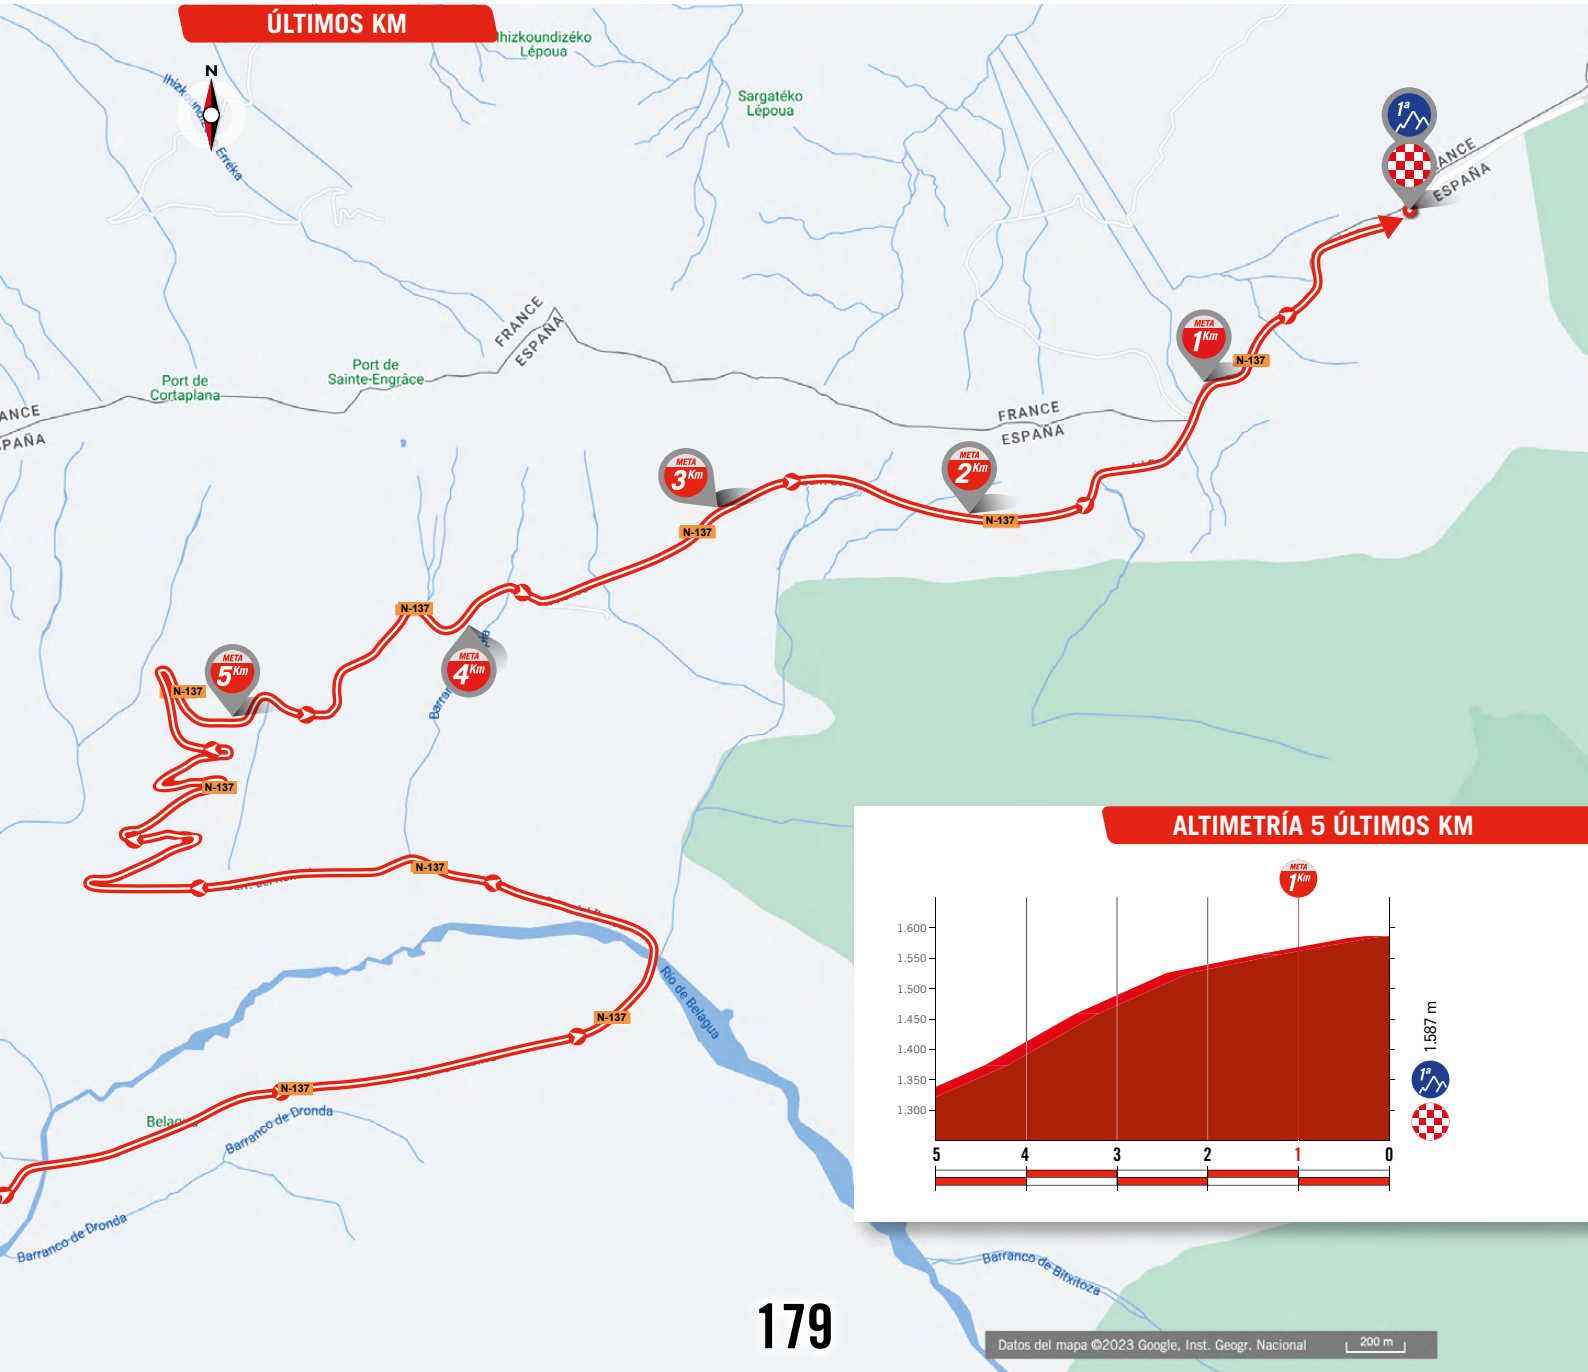 ÚLTIMOS KM
N
Ihizkoundizéko
Lépoua
Sargatéko
Lépoua
Erréka
1ª
ANCE
ESPAÑA
FRANCE
ESPAÑA
META
1Km
N-137
Port de
Sainte-Engrâce
Port de
Cortaplana
ANCE
PAÑA
FRANCE
ESPAÑA
META
3Km
META
2Km
N-137
N-137
N-137
META
5Km
META
4Km
N-137
N-137
N-137
Río de Belagua
N-137
N-137
Barranco de Dronda
Barranco de Dronda
Barranco de Bitxitoza
ALTIMETRÍA 5 ÚLTIMOS KM
META
1Km
1.600
1.550
1.500
1.450
1.400
1.350
1.300
5 4 3 2 1 0
1.587 m
1ª
179
Datos del mapa ©2023 Google, Inst. Geogr. Nacional 200 m